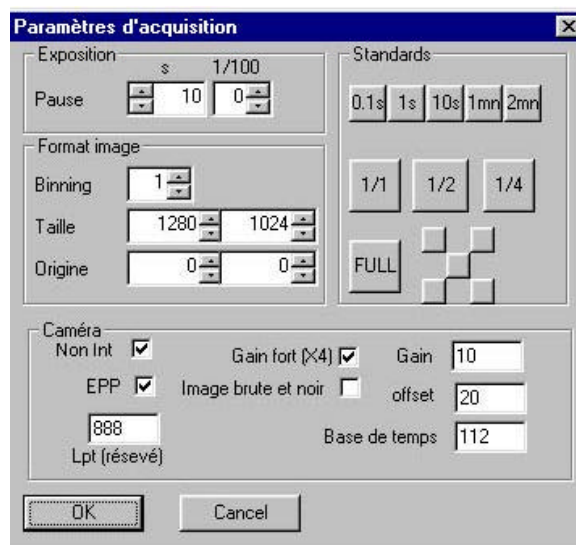 Paramètres d'acquisition
Exposition
s 1/100
Pause 10 0
Format image
Binning 1
Taille 1280 1024
Origine 0 0
Standards
0.1s 1s 10s 1mn 2mn
1/1 1/2 1/4
FULL
Caméra
Non Int
Gain fort (X4)
Gain 10
EPP
Image brute et noir
offset 20
888
Lpt (résevé)
Base de temps 112
OK Cancel